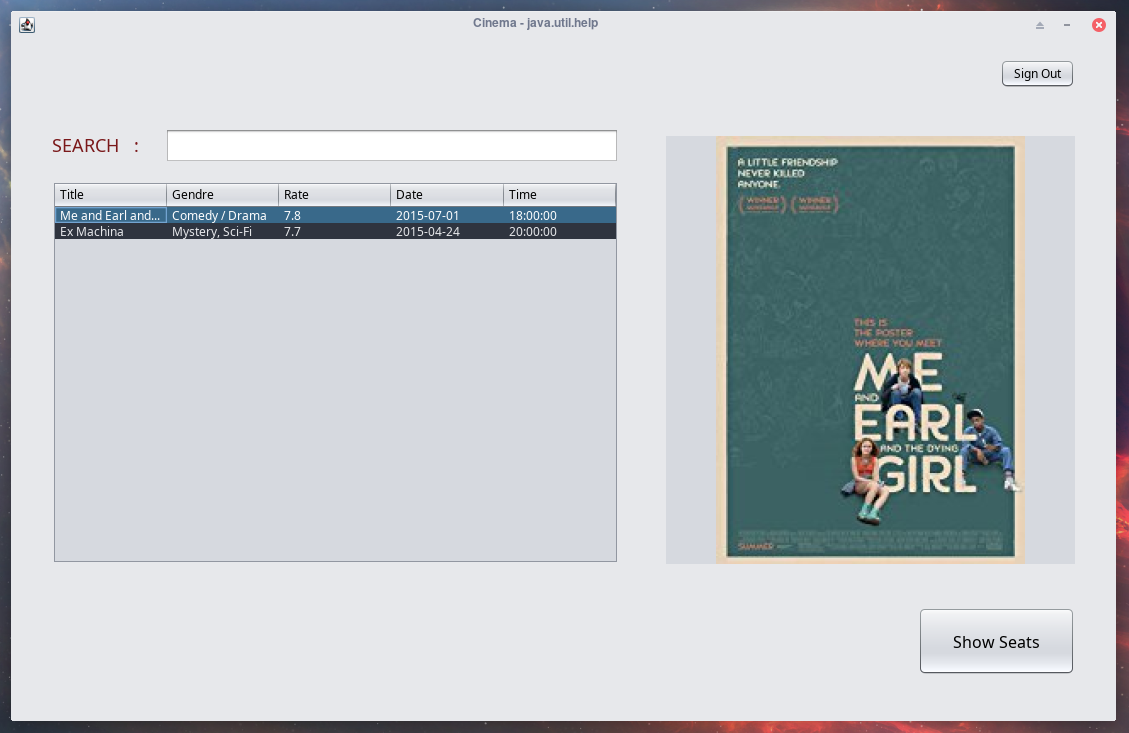 Cinema - java.util.help
Sign Out
SEARCH :
Title Gendre Rate Date Time
Me and Earl and... Comedy / Drama 7.8 2015-07-01 18:00:00
Ex Machina Mystery, Sci-Fi 7.7 2015-04-24 20:00:00
A LITTLE FRIENDSHIP
NEVER KILLED
ANYONE.
WINNER WINNER
THIS IS
THE POSTER
WHERE YOU MEET
ME
AND
EARL
AND THE DYING
GIRL
SUMMER
Show Seats